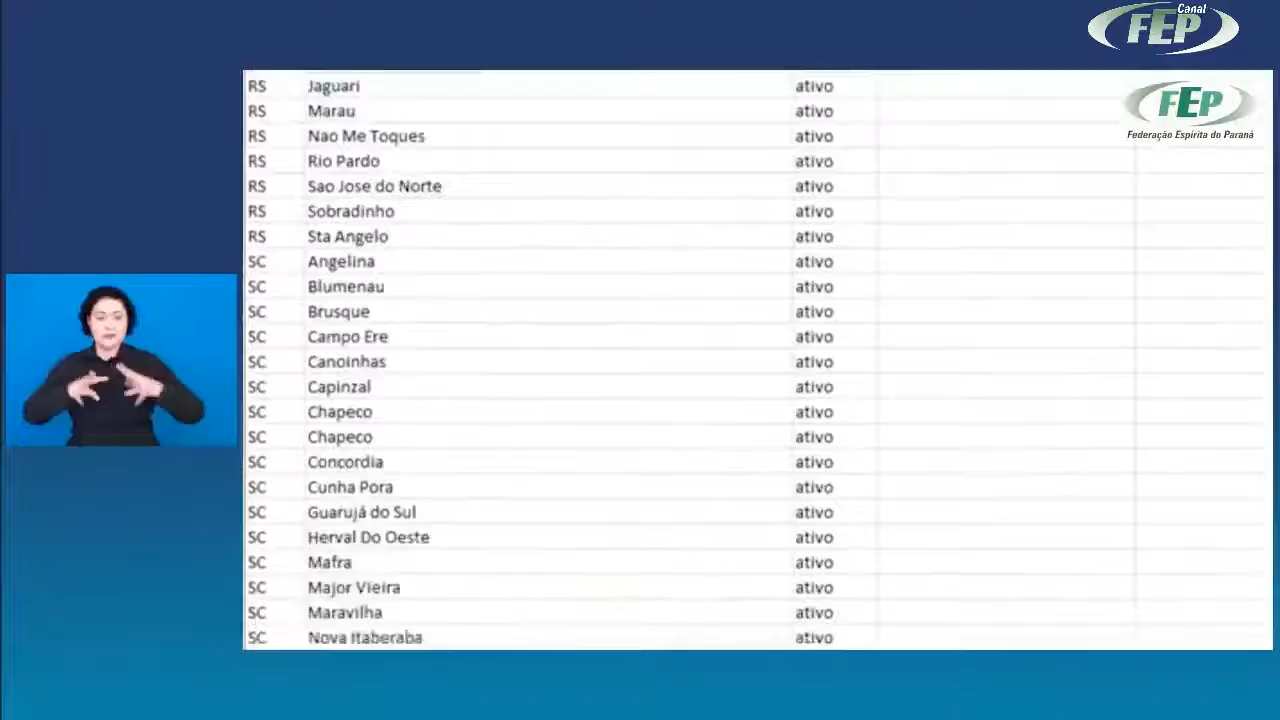 Canal
FEP
FEP
Federação Espírita do Paraná
RS Jaguari ativo
RS Marau ativo
RS Nao Me Toques ativo
RS Rio Pardo ativo
RS Sao Jose do Norte ativo
RS Sobradinho ativo
RS Sta Angelo ativo
SC Angelina ativo
SC Blumenau ativo
SC Brusque ativo
SC Campo Ere ativo
SC Canoinhas ativo
SC Capinzal ativo
SC Chapeco ativo
SC Chapeco ativo
SC Concordia ativo
SC Cunha Pora ativo
SC Guarujá do Sul ativo
SC Herval Do Oeste ativo
SC Mafra ativo
SC Major Vieira ativo
SC Maravilha ativo
SC Nova Itaberaba ativo